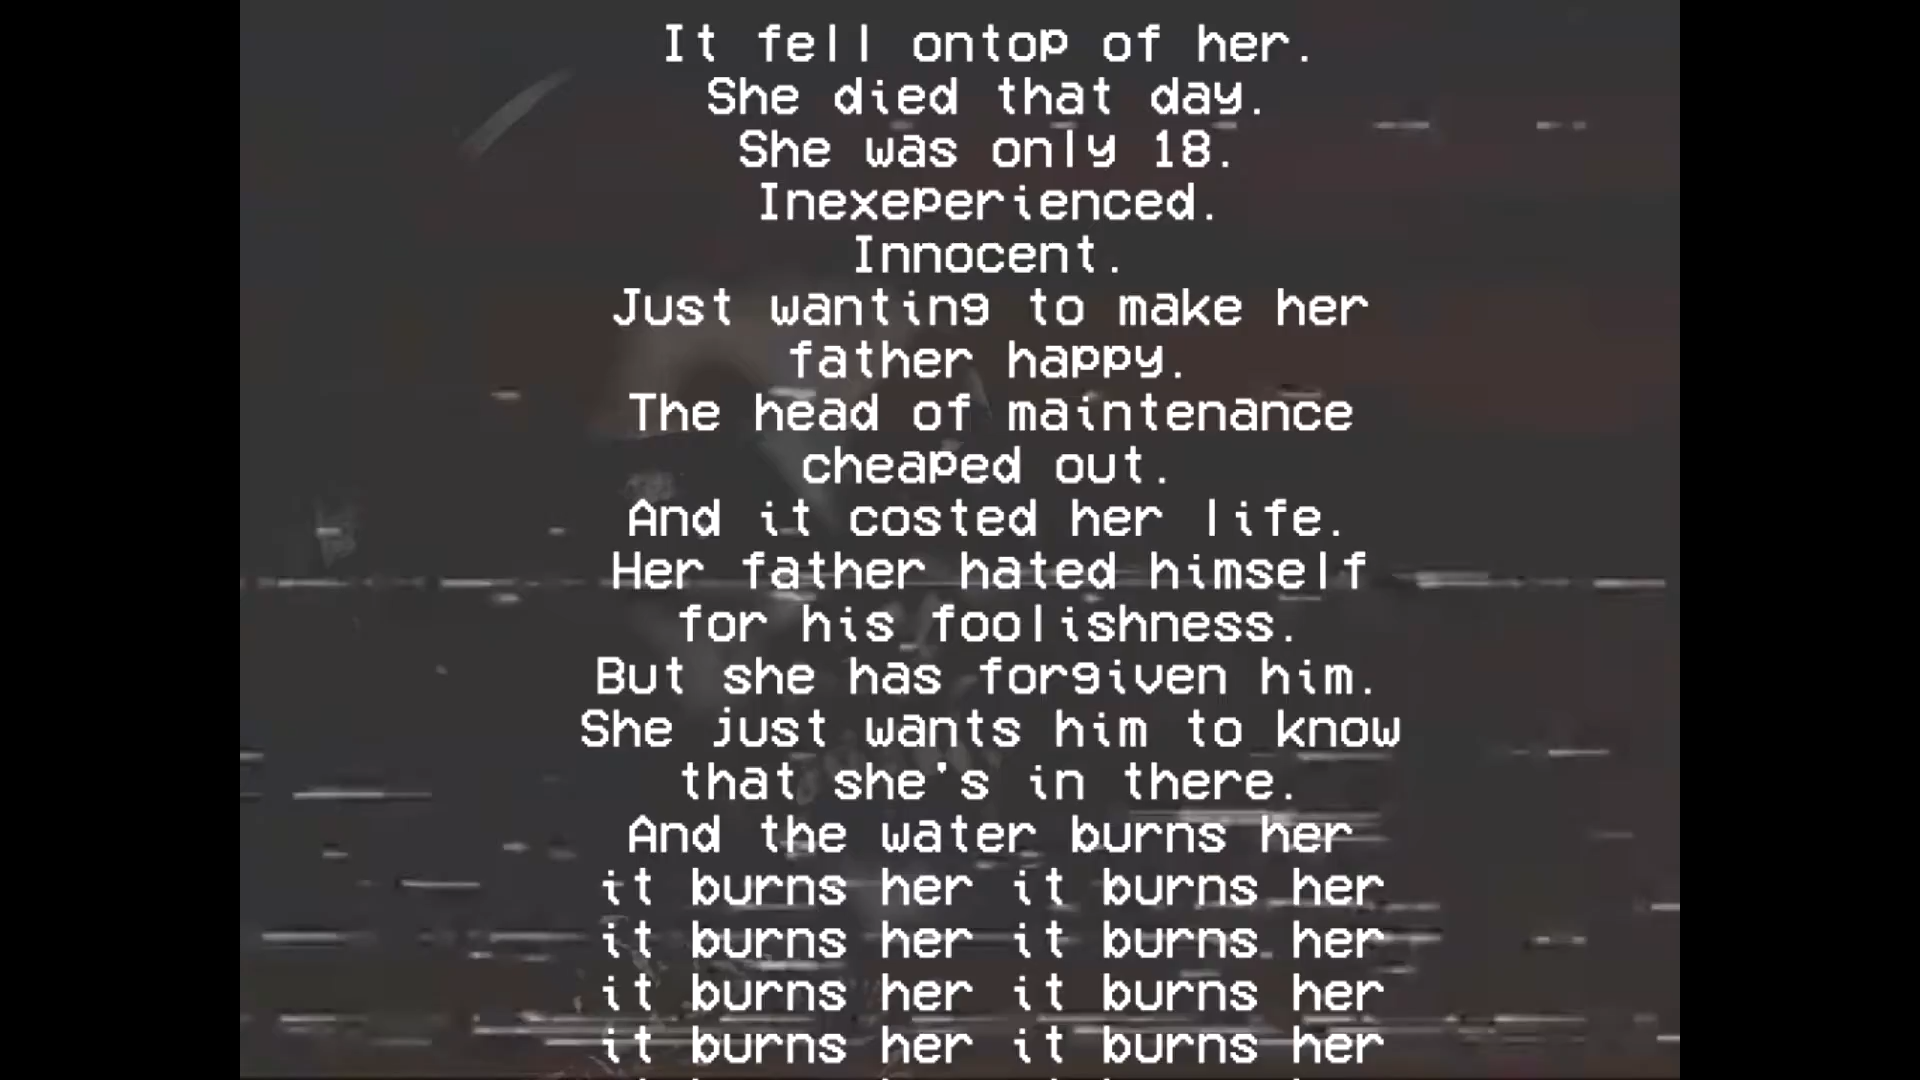 It fell ontop of her.
She died that day.
She was only 18.
Inexeperienced.
Innocent.
Just wanting to make her
father happy.
The head of maintenance
cheaped out.
And it costed her life.
Her father hated himself
for his foolishness.
But she has forgiven him.
She just wants him to know
that she's in there.
And the water burns her
it burns her it burns her
it burns her it burns her
it burns her it burns her
it burns her it burns her